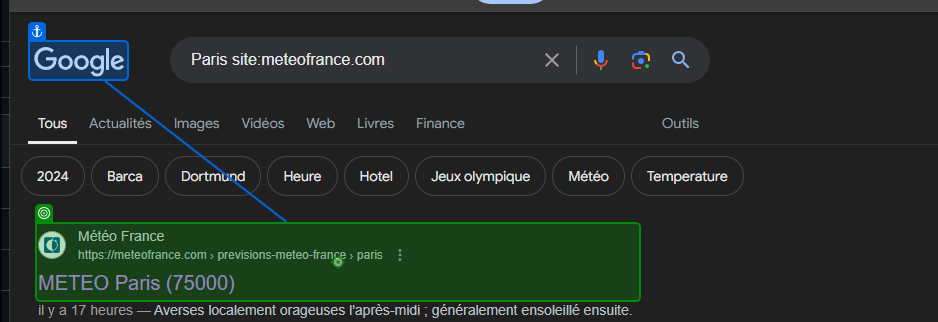 Google
Paris site:meteofrance.com
Tous Actualités Images Vidéos Web Livres Finance Outils
2024 Barca Dortmund Heure Hotel Jeux olympique Météo Temperature
Météo France
https://meteofrance.com › previsions-meteo-france › paris
METEO Paris (75000)
il y a 17 heures — Averses localement orageuses l'après-midi ; généralement ensoleillé ensuite.